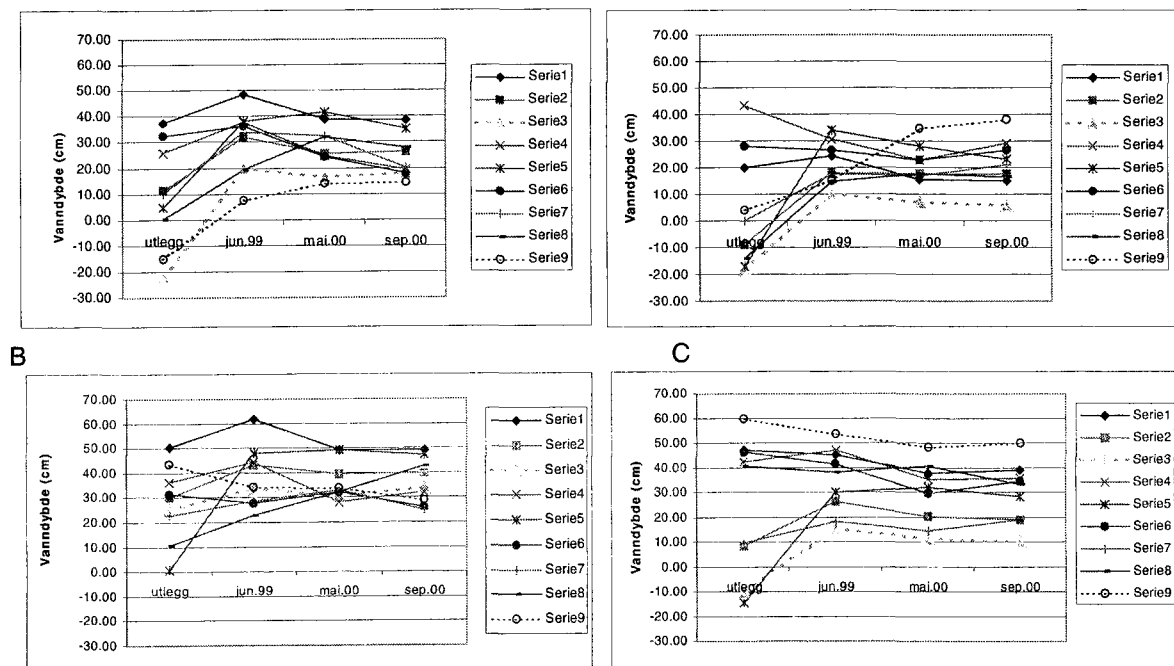 70.00
60.00
50.00
40.00
30.00
20.00
10.00
0.00
-10.00
-20.00
-30.00
Vanndybde (cm)
utlegg jun.99 mai.00 sep.00
Serie1
Serie2
Serie3
Serie4
Serie5
Serie6
Serie7
Serie8
Serie9
70.00
60.00
50.00
40.00
30.00
20.00
10.00
0.00
-10.00
-20.00
-30.00
Vanndybde (cm)
utlegg jun.99 mai.00 sep.00
Serie1
Serie2
Serie3
Serie4
Serie5
Serie6
Serie7
Serie8
Serie9
B
C
70.00
60.00
50.00
40.00
30.00
20.00
10.00
0.00
-10.00
-20.00
-30.00
Vanndybde (cm)
utlegg jun.99 mai.00 sep.00
Serie1
Serie2
Serie3
Serie4
Serie5
Serie6
Serie7
Serie8
Serie9
70.00
60.00
50.00
40.00
30.00
20.00
10.00
0.00
-10.00
-20.00
-30.00
Vanndybde (cm)
utlegg jun.99 mai.00 sep.00
Serie1
Serie2
Serie3
Serie4
Serie5
Serie6
Serie7
Serie8
Serie9